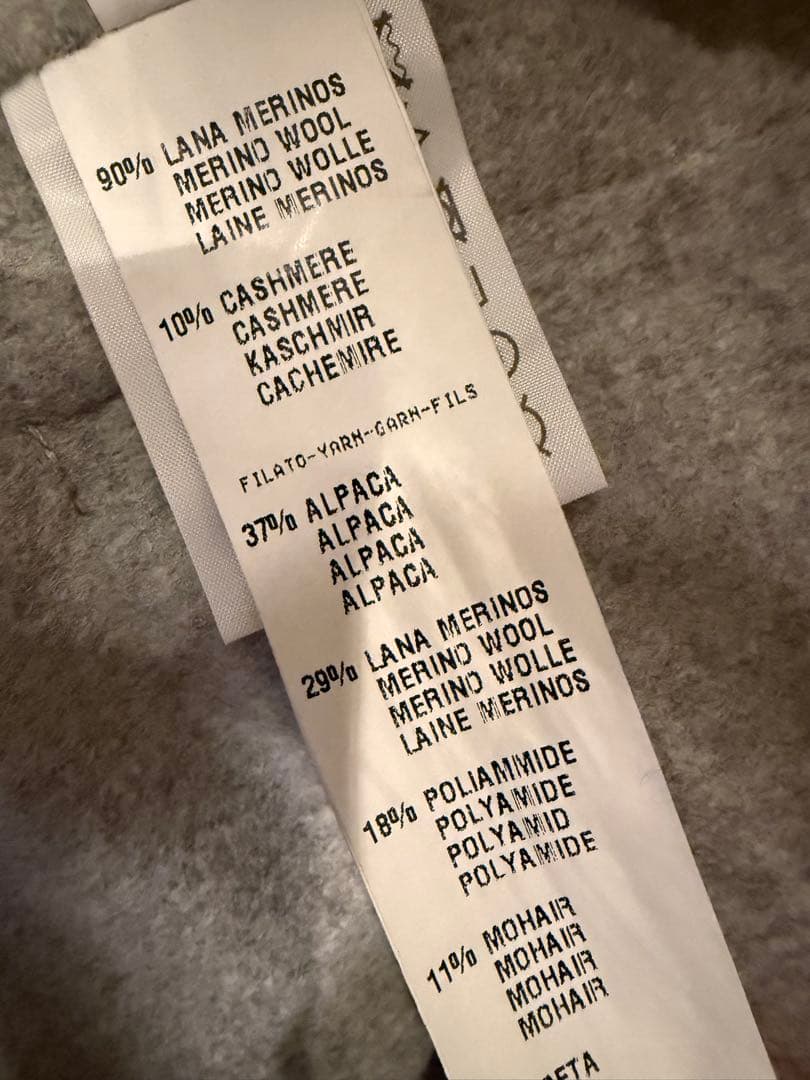 90% LANA MERINOS
MERINO WOOL
MERINO WOLLE
LAINE MERINOS
10% CASHMERE
CASHMERE
KASCHMIR
CACHEMIRE
FILATO-YARN-GARN-FILS
37% ALPACA
ALPACA
ALPACA
ALPACA
29% LANA MERINOS
MERINO WOOL
MERINO WOLLE
LAINE MERINOS
18% POLIAMMIDE
POLYAMIDE
POLYAMID
POLYAMIDE
11% MOHAIR
MOHAIR
MOHAIR
MOHAIR